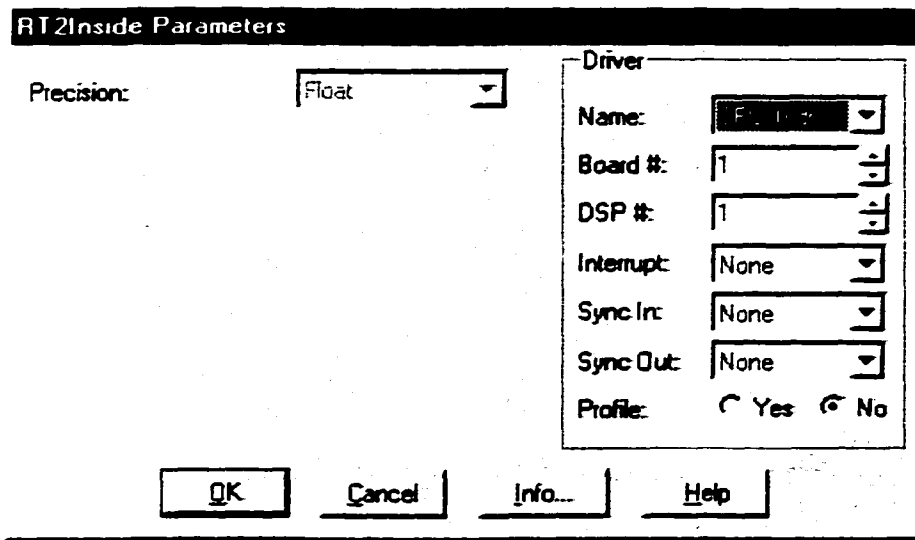 RT2Inside Parameters
Precision: Float
Driver
Name:
Board #: 1
DSP #: 1
Interrupt: None
Sync In: None
Sync Out: None
Profile: Yes No
OK Cancel Info... Help